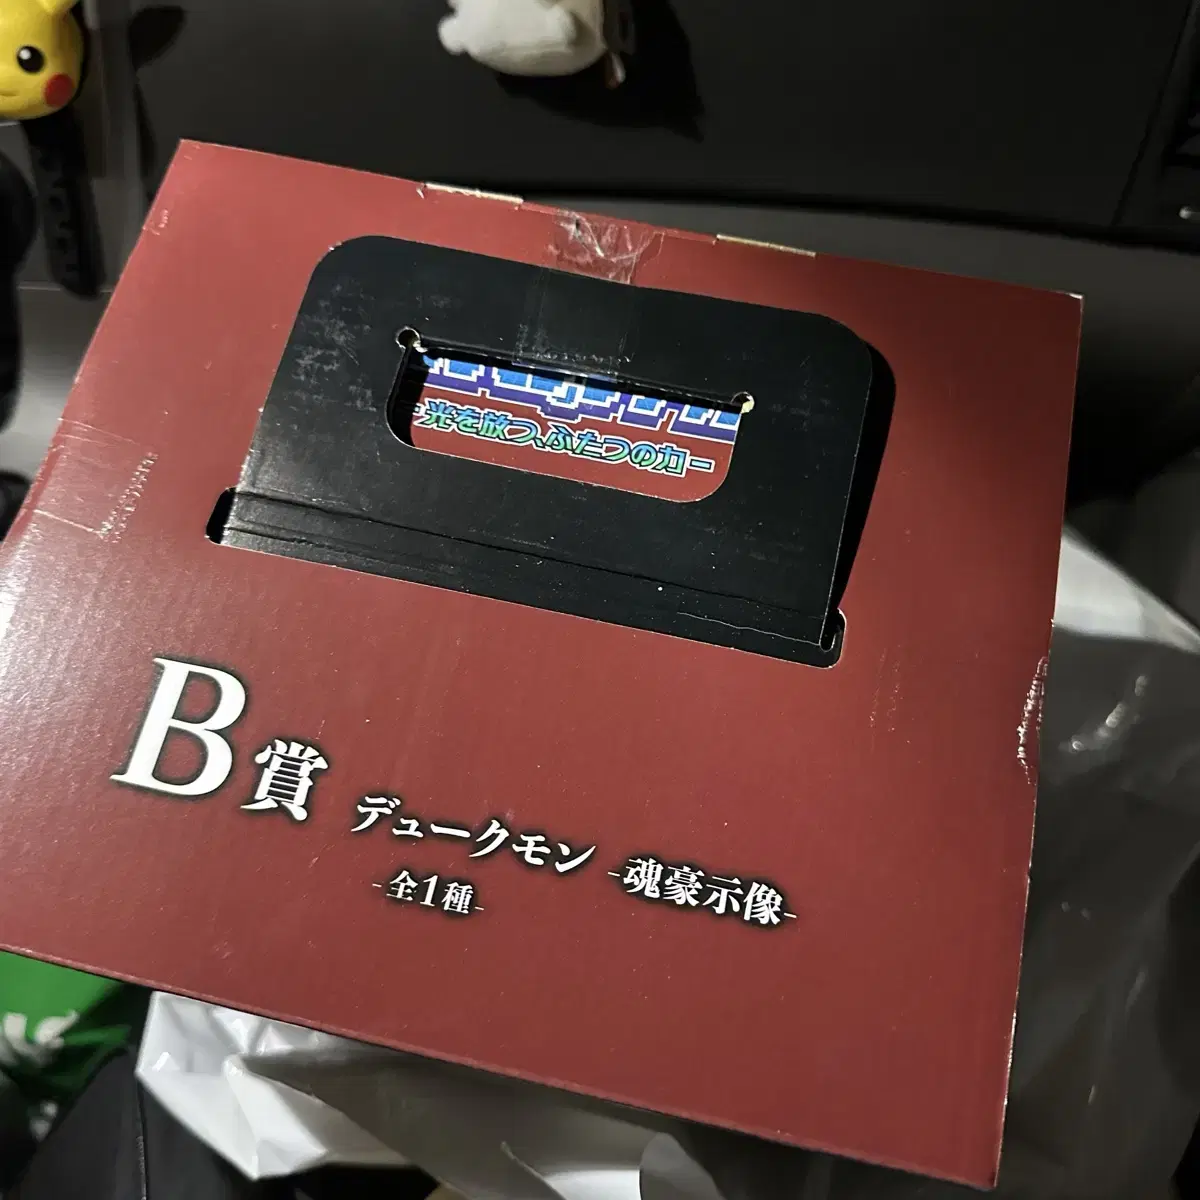 -光を放つ、ふたつの力-
B賞 デュークモン -魂豪示像-
-全1種-